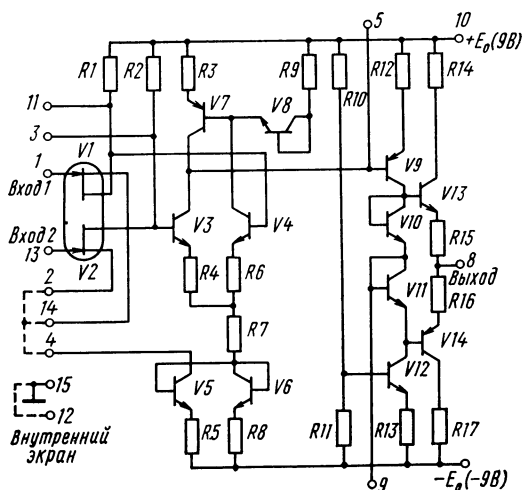 5
10
+E₀(9В)
R1
R2
R3
R9
R10
R12
R14
11
3
1
V1
V7
V8
V9
Вход 1
V3
V4
V10
V13
Вход 2
V2
13
R4
R6
R15
8
Выход
2
V11
R16
14
R7
V14
4
V12
15
V5
V6
12
R5
R8
R11
R13
R17
Внутренний
экран
9
−E₀(−9В)